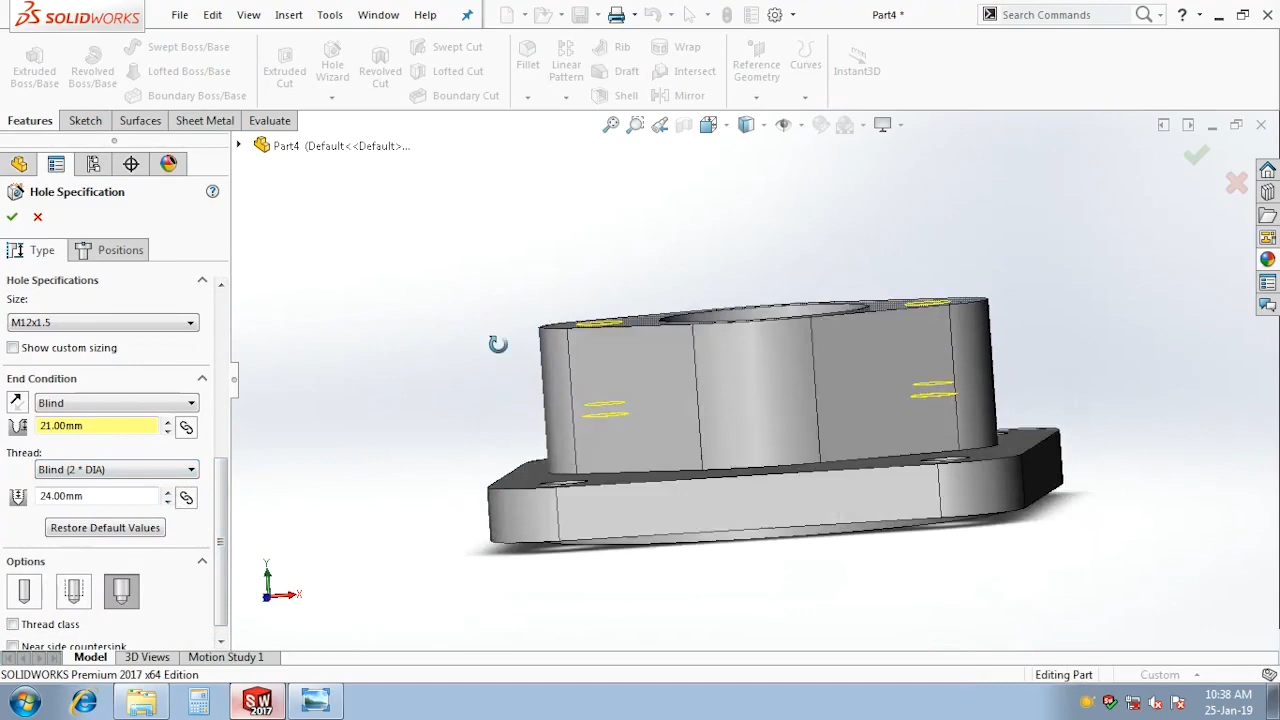 SOLIDWORKS File Edit View Insert Tools Window Help Part4 * Search Commands ?
Extruded Boss/Base
Revolved Boss/Base
Swept Boss/Base
Lofted Boss/Base
Boundary Boss/Base
Extruded Cut
Hole Wizard
Revolved Cut
Swept Cut
Lofted Cut
Boundary Cut
Fillet
Linear Pattern
Rib
Draft
Shell
Wrap
Intersect
Mirror
Reference Geometry
Curves
Instant3D
Features Sketch Surfaces Sheet Metal Evaluate
Part4 (Default<<Default>...
Hole Specification
Type Positions
Hole Specifications
Size:
M12x1.5
Show custom sizing
End Condition
Blind
21.00mm
Thread:
Blind (2 * DIA)
24.00mm
Restore Default Values
Options
Thread class
Near side countersink
Y
X
Model 3D Views Motion Study 1
SOLIDWORKS Premium 2017 x64 Edition Editing Part Custom
SW 2017
10:38 AM
25-Jan-19